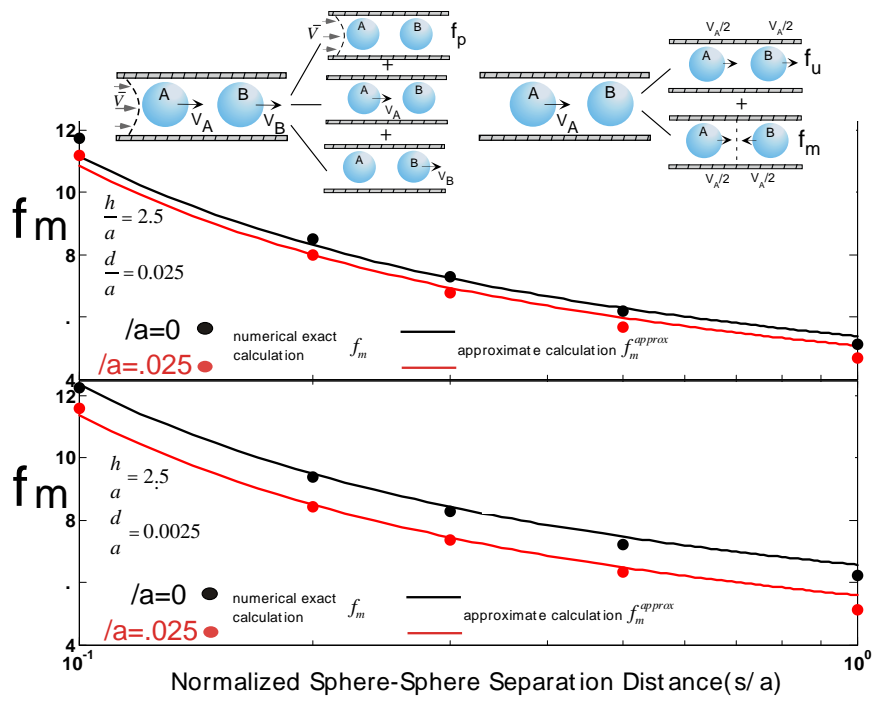 V̄ A B f_p
+
A B V_A
+
A B V_B
V̄ A B V_A V_B
A B V_A
V_A/2 V_A/2
A B f_u
+
A B f_m
V_A/2 V_A/2
12
10
8
4
f_m
h/a = 2.5
d/a = 0.025
/a=0 numerical exact calculation f_m approximate calculation f_m^approx
/a=.025
12
10
8
4
f_m
h a = 2.5
d a = 0.0025
/a=0 numerical exact calculation f_m approximate calculation f_m^approx
/a=.025
10^-1 10^0
Normalized Sphere-Sphere Separation Distance(s/a)